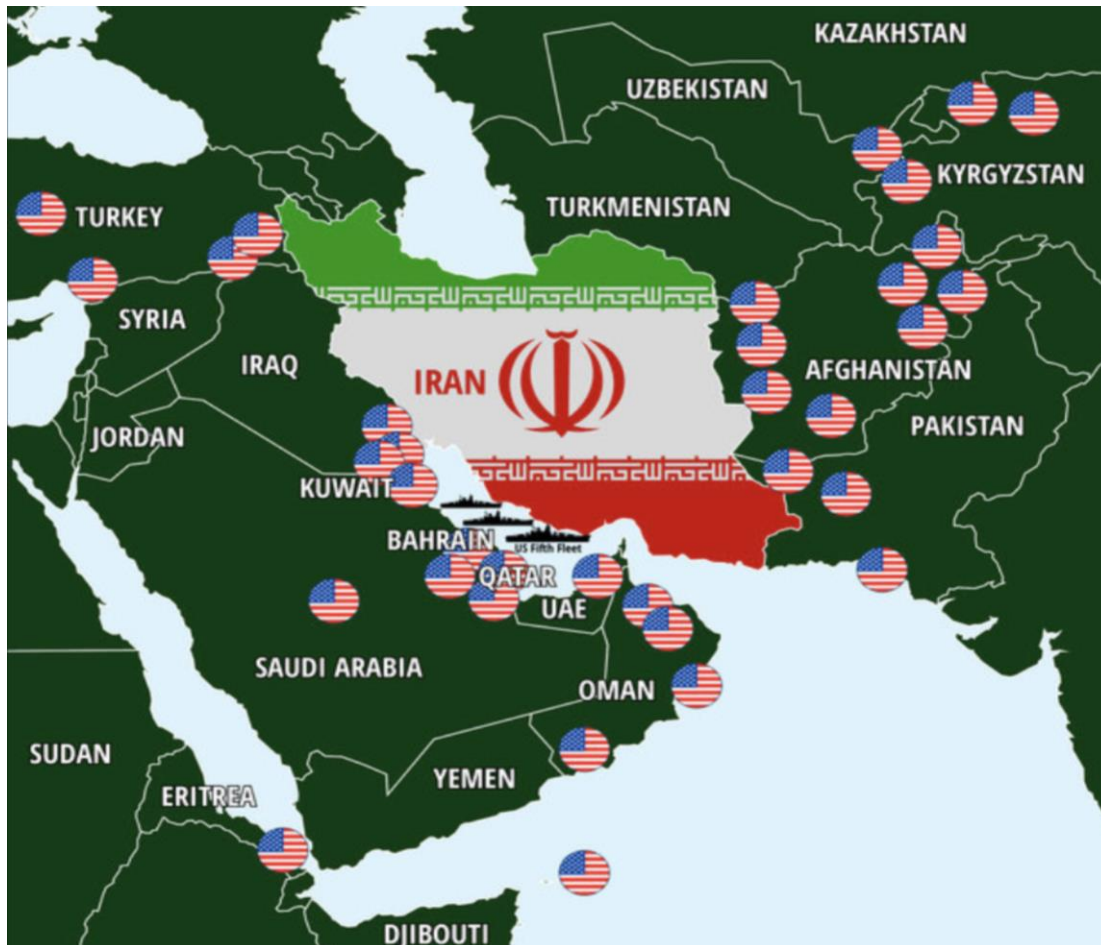 KAZAKHSTAN
UZBEKISTAN
KYRGYZSTAN
TURKMENISTAN
TURKEY
SYRIA
IRAQ
IRAN
AFGHANISTAN
PAKISTAN
JORDAN
KUWAIT
BAHRAIN
US Fifth Fleet
QATAR
UAE
SAUDI ARABIA
OMAN
SUDAN
YEMEN
ERITREA
DJIBOUTI